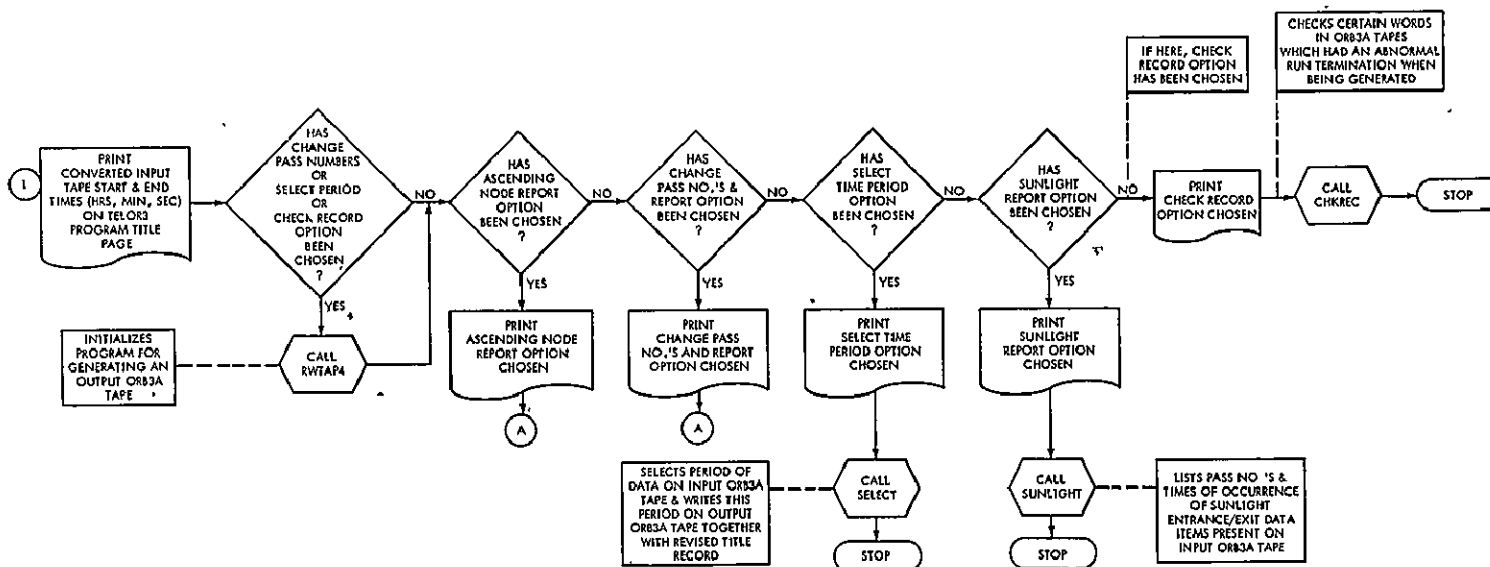 1
PRINT
CONVERTED INPUT
TAPE START & END
TIMES (HRS, MIN, SEC)
ON TELOR3
PROGRAM TITLE
PAGE
HAS
CHANGE
PASS NUMBERS
OR
SELECT PERIOD
OR
CHECK RECORD
OPTION
BEEN
CHOSEN
?
NO
YES
INITIALIZES
PROGRAM FOR
GENERATING AN
OUTPUT ORB3A
TAPE
CALL
RWTAP4
HAS
ASCENDING
NODE REPORT
OPTION
BEEN CHOSEN
?
NO
YES
PRINT
ASCENDING NODE
REPORT OPTION
CHOSEN
A
HAS
CHANGE
PASS NO.'S &
REPORT OPTION
BEEN CHOSEN
?
NO
YES
PRINT
CHANGE PASS
NO.'S AND REPORT
OPTION CHOSEN
A
HAS
SELECT
TIME PERIOD
OPTION
BEEN CHOSEN
?
NO
YES
PRINT
SELECT TIME
PERIOD OPTION
CHOSEN
SELECTS PERIOD OF
DATA ON INPUT ORB3A
TAPE & WRITES THIS
PERIOD ON OUTPUT
ORB3A TAPE TOGETHER
WITH REVISED TITLE
RECORD
CALL
SELECT
STOP
HAS
SUNLIGHT
REPORT OPTION
BEEN CHOSEN
?
NO
YES
PRINT
SUNLIGHT
REPORT OPTION
CHOSEN
CALL
SUNLIGHT
STOP
LISTS PASS NO 'S &
TIMES OF OCCURRENCE
OF SUNLIGHT
ENTRANCE/EXIT DATA
ITEMS PRESENT ON
INPUT ORB3A TAPE
IF HERE, CHECK
RECORD OPTION
HAS BEEN CHOSEN
PRINT
CHECK RECORD
OPTION CHOSEN
CHECKS CERTAIN WORDS
IN ORB3A TAPES
WHICH HAD AN ABNORMAL
RUN TERMINATION WHEN
BEING GENERATED
CALL
CHKREC
STOP